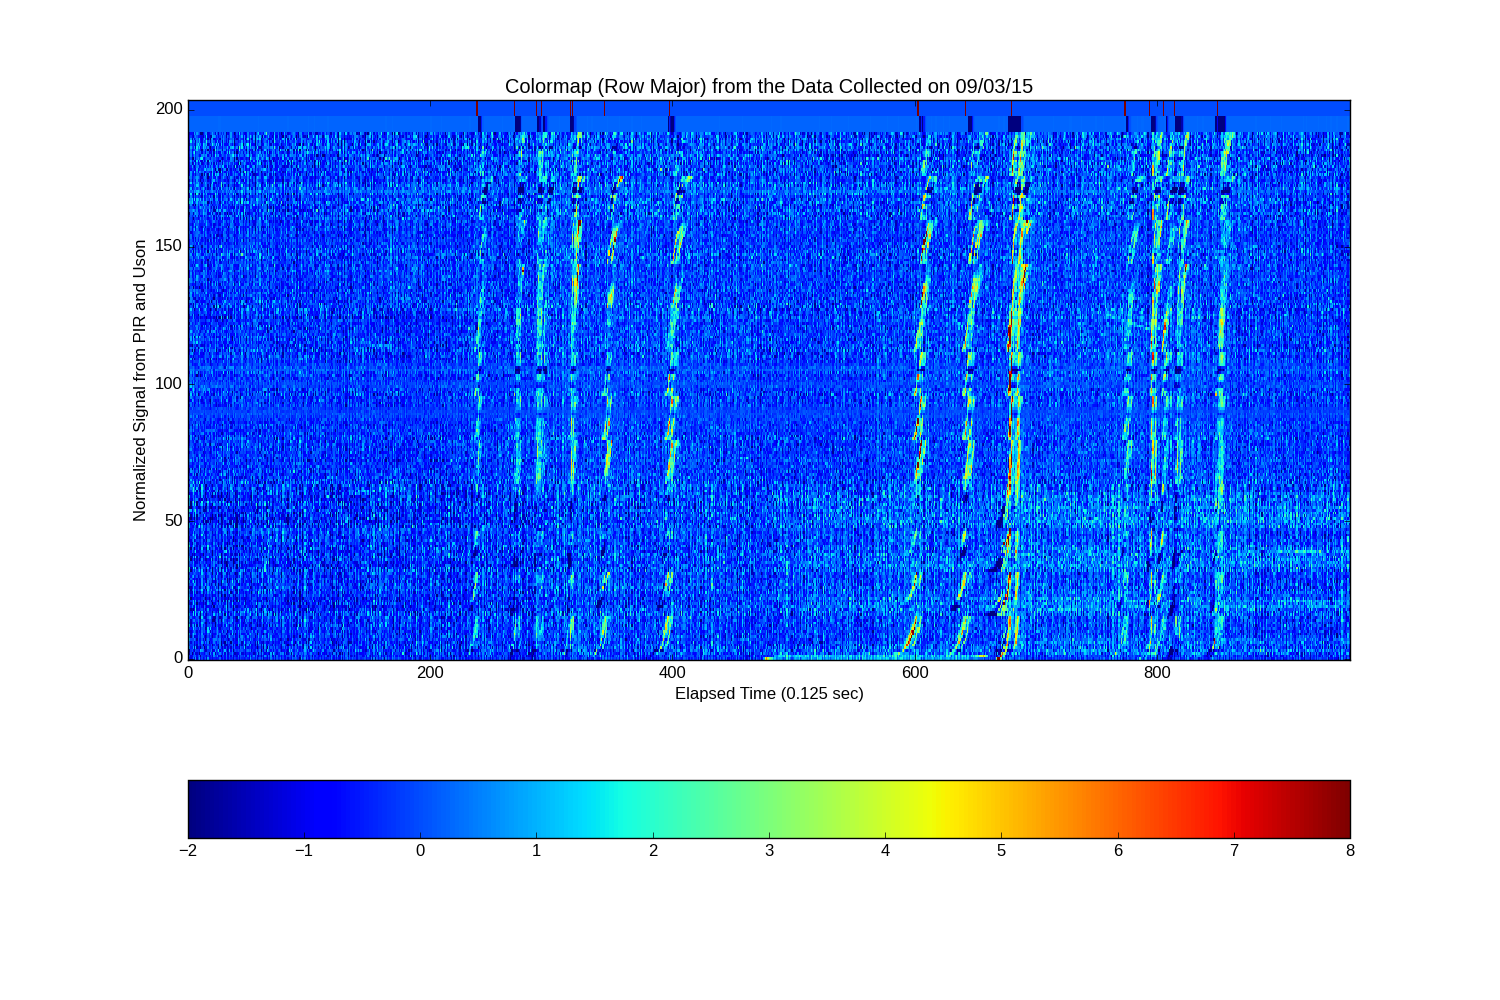 Colormap (Row Major) from the Data Collected on 09/03/15
Normalized Signal from PIR and Uson
200
150
100
50
0
0 200 400 600 800
Elapsed Time (0.125 sec)
−2 −1 0 1 2 3 4 5 6 7 8